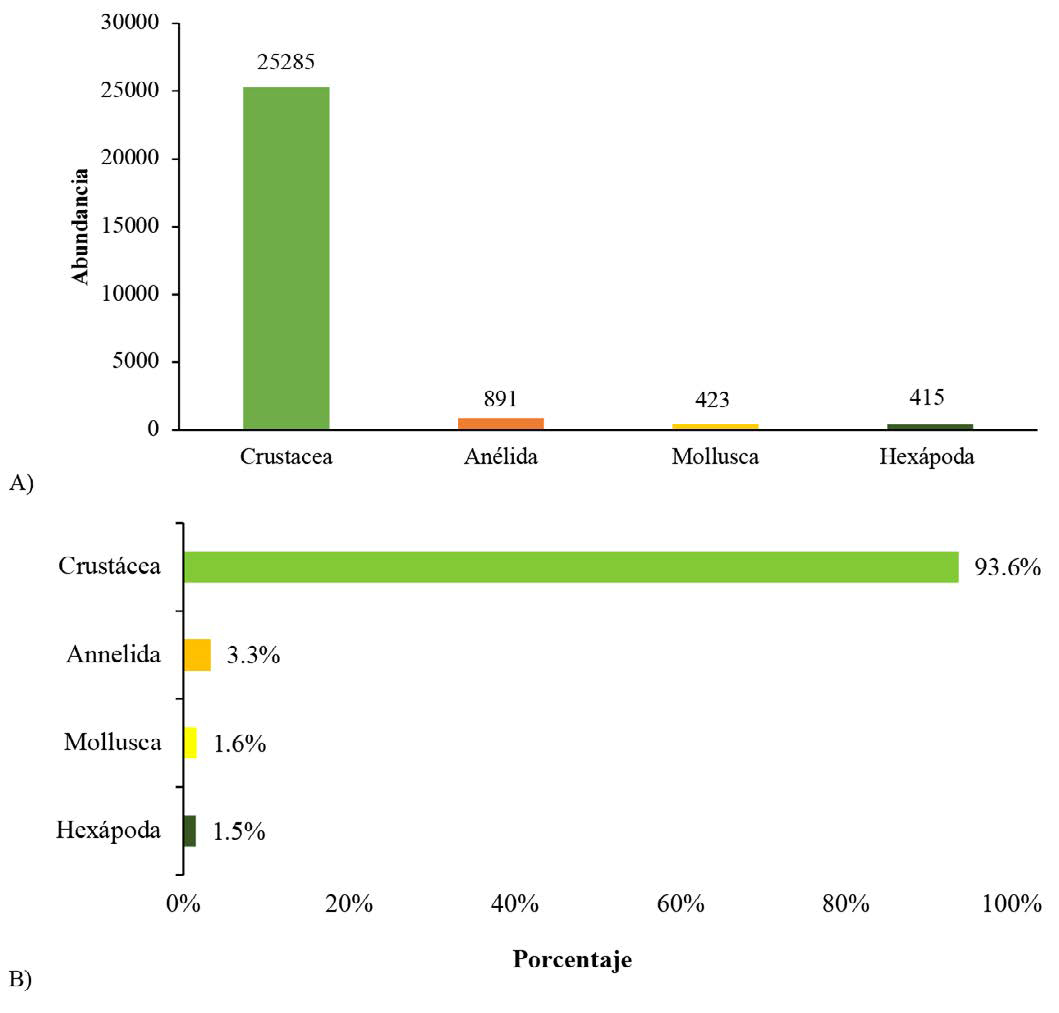 30000
25285
25000
20000
Abundancia
15000
10000
5000
891
423
415
0
Crustacea Anélida Mollusca Hexápoda
A)
Crustácea 93.6%
Annelida 3.3%
Mollusca 1.6%
Hexápoda 1.5%
0% 20% 40% 60% 80% 100%
Porcentaje
B)